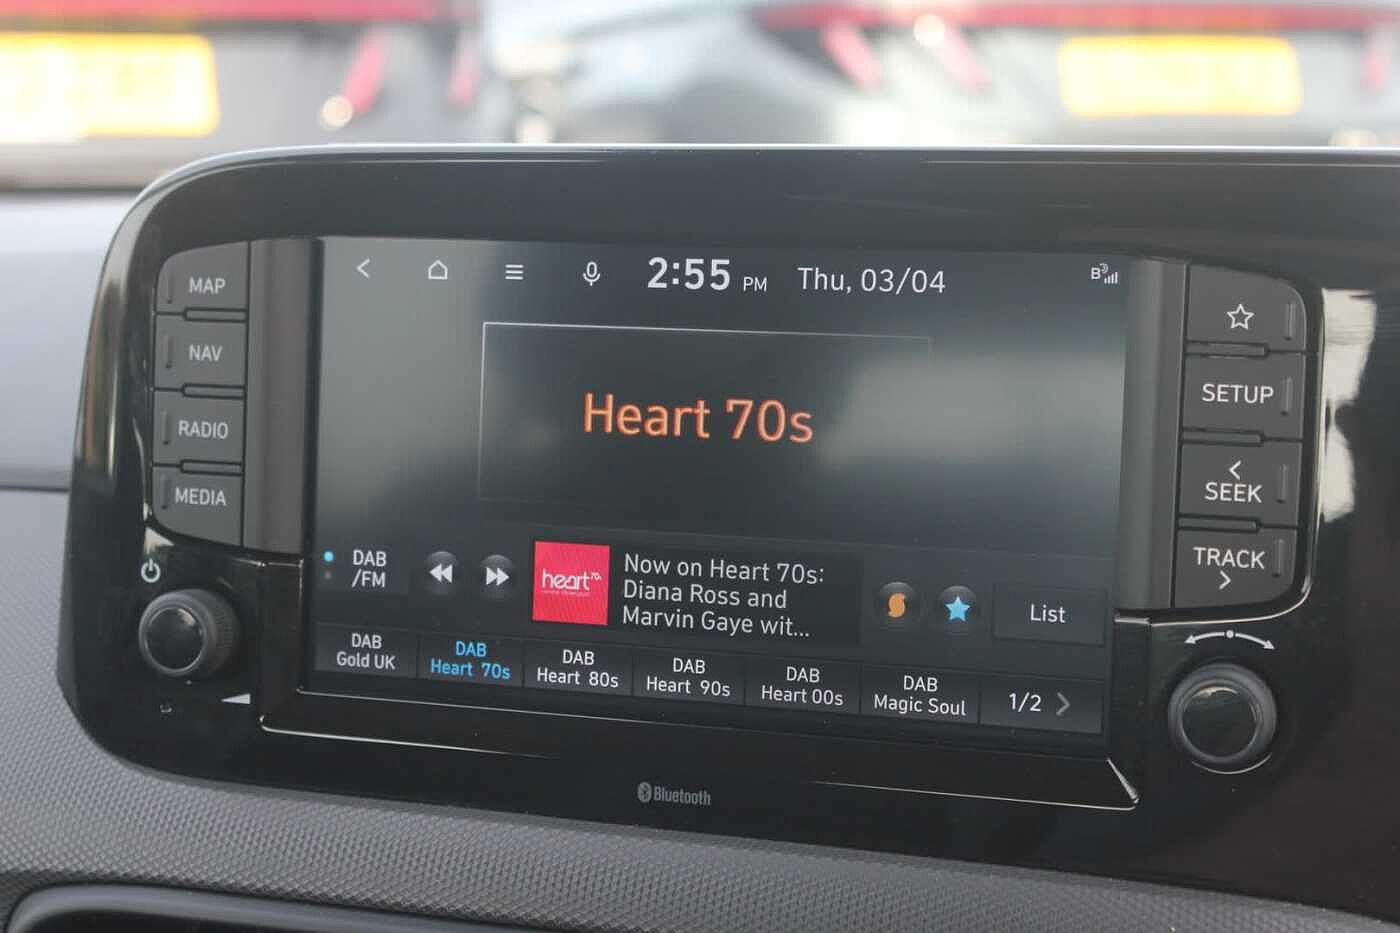 MAP
NAV
RADIO
MEDIA
2:55 PM Thu, 03/04
B
Heart 70s
DAB
/FM
heart 70s
Now on Heart 70s:
Diana Ross and
Marvin Gaye wit...
List
DAB
Gold UK
DAB
Heart 70s
DAB
Heart 80s
DAB
Heart 90s
DAB
Heart 00s
DAB
Magic Soul
1/2
SETUP
SEEK
TRACK
Bluetooth